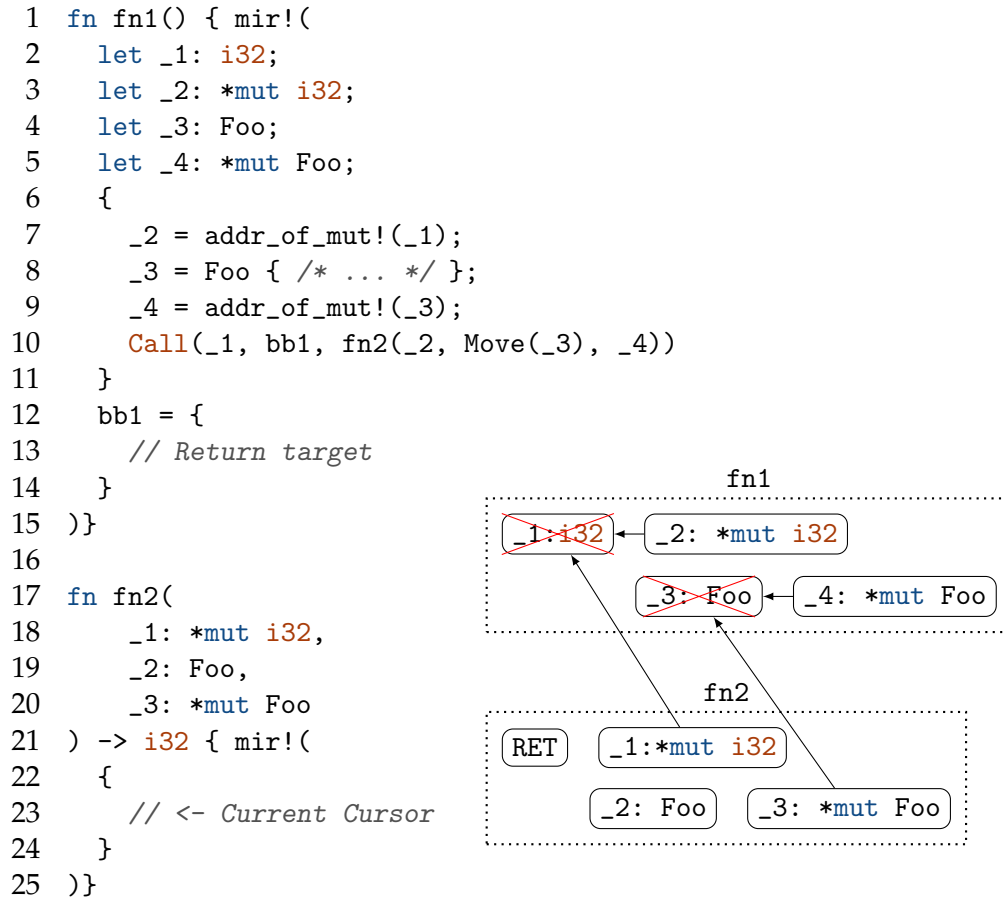 1 fn fn1() { mir!(
2 let _1: i32;
3 let _2: *mut i32;
4 let _3: Foo;
5 let _4: *mut Foo;
6 {
7 _2 = addr_of_mut!(_1);
8 _3 = Foo { /* ... */ };
9 _4 = addr_of_mut!(_3);
10 Call(_1, bb1, fn2(_2, Move(_3), _4))
11 }
12 bb1 = {
13 // Return target
14 }
15 )}
16
17 fn fn2(
18 _1: *mut i32,
19 _2: Foo,
20 _3: *mut Foo
21 ) -> i32 { mir!(
22 {
23 // <- Current Cursor
24 }
25 )}
fn1
_1:i32 _2: *mut i32
_3: Foo _4: *mut Foo
fn2
RET _1:*mut i32
_2: Foo _3: *mut Foo